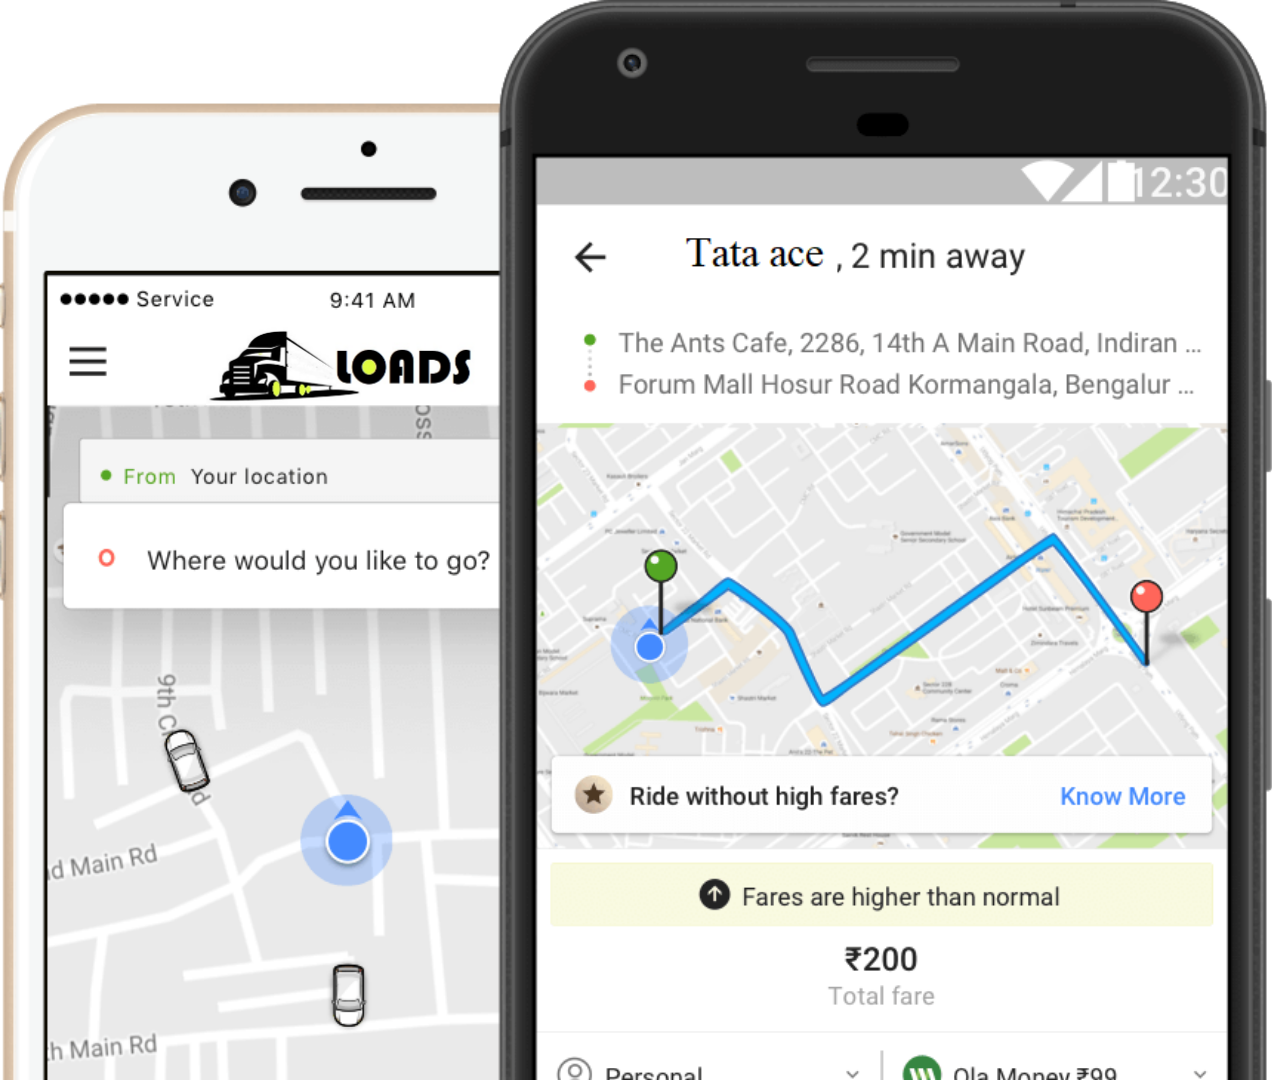 Service 9:41 AM
LOADS
From Your location
Where would you like to go?
9th
Main Rd
Main Rd
12:30
Tata ace , 2 min away
The Ants Cafe, 2286, 14th A Main Road, Indiran ...
Forum Mall Hosur Road Kormangala, Bengalur ...
Ride without high fares? Know More
Fares are higher than normal
₹200
Total fare
Personal
Ola Money ₹99